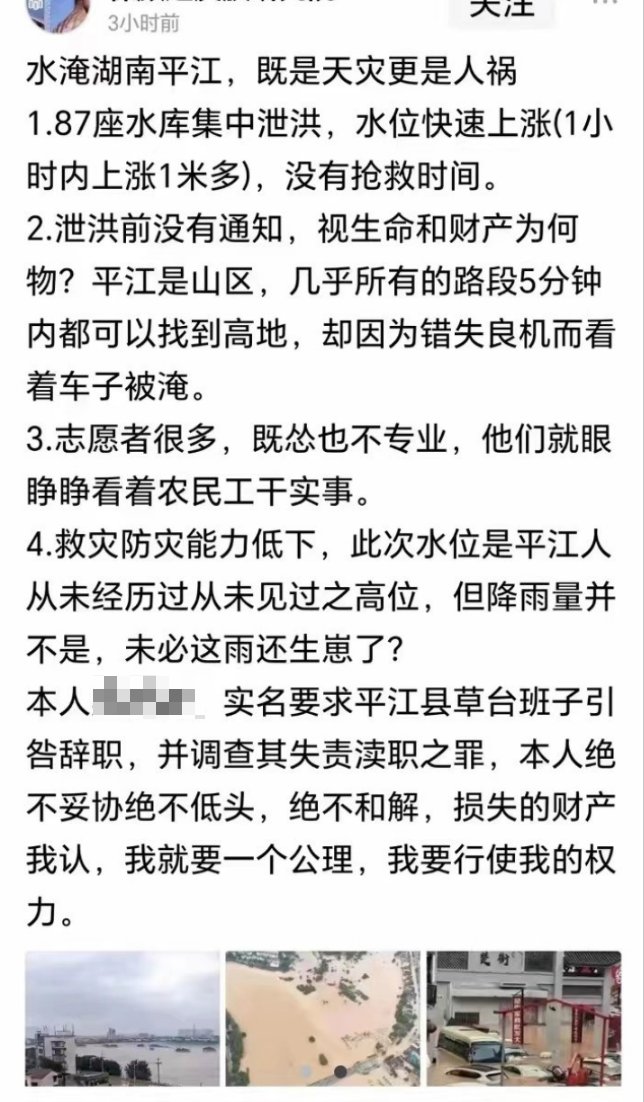 3小时前
关注
水淹湖南平江，既是天灾更是人祸
1.87座水库集中泄洪，水位快速上涨(1小
时内上涨1米多)，没有抢救时间。
2.泄洪前没有通知，视生命和财产为何
物？平江是山区，几乎所有的路段5分钟
内都可以找到高地，却因为错失良机而看
着车子被淹。
3.志愿者很多，既怂也不专业，他们就眼
睁睁看着农民工干实事。
4.救灾防灾能力低下，此次水位是平江人
从未经历过从未见过之高位，但降雨量并
不是，未必这雨还生崽了？
本人 实名要求平江县草台班子引
咎辞职，并调查其失责渎职之罪，本人绝
不妥协绝不低头，绝不和解，损失的财产
我认，我就要一个公理，我要行使我的权
力。